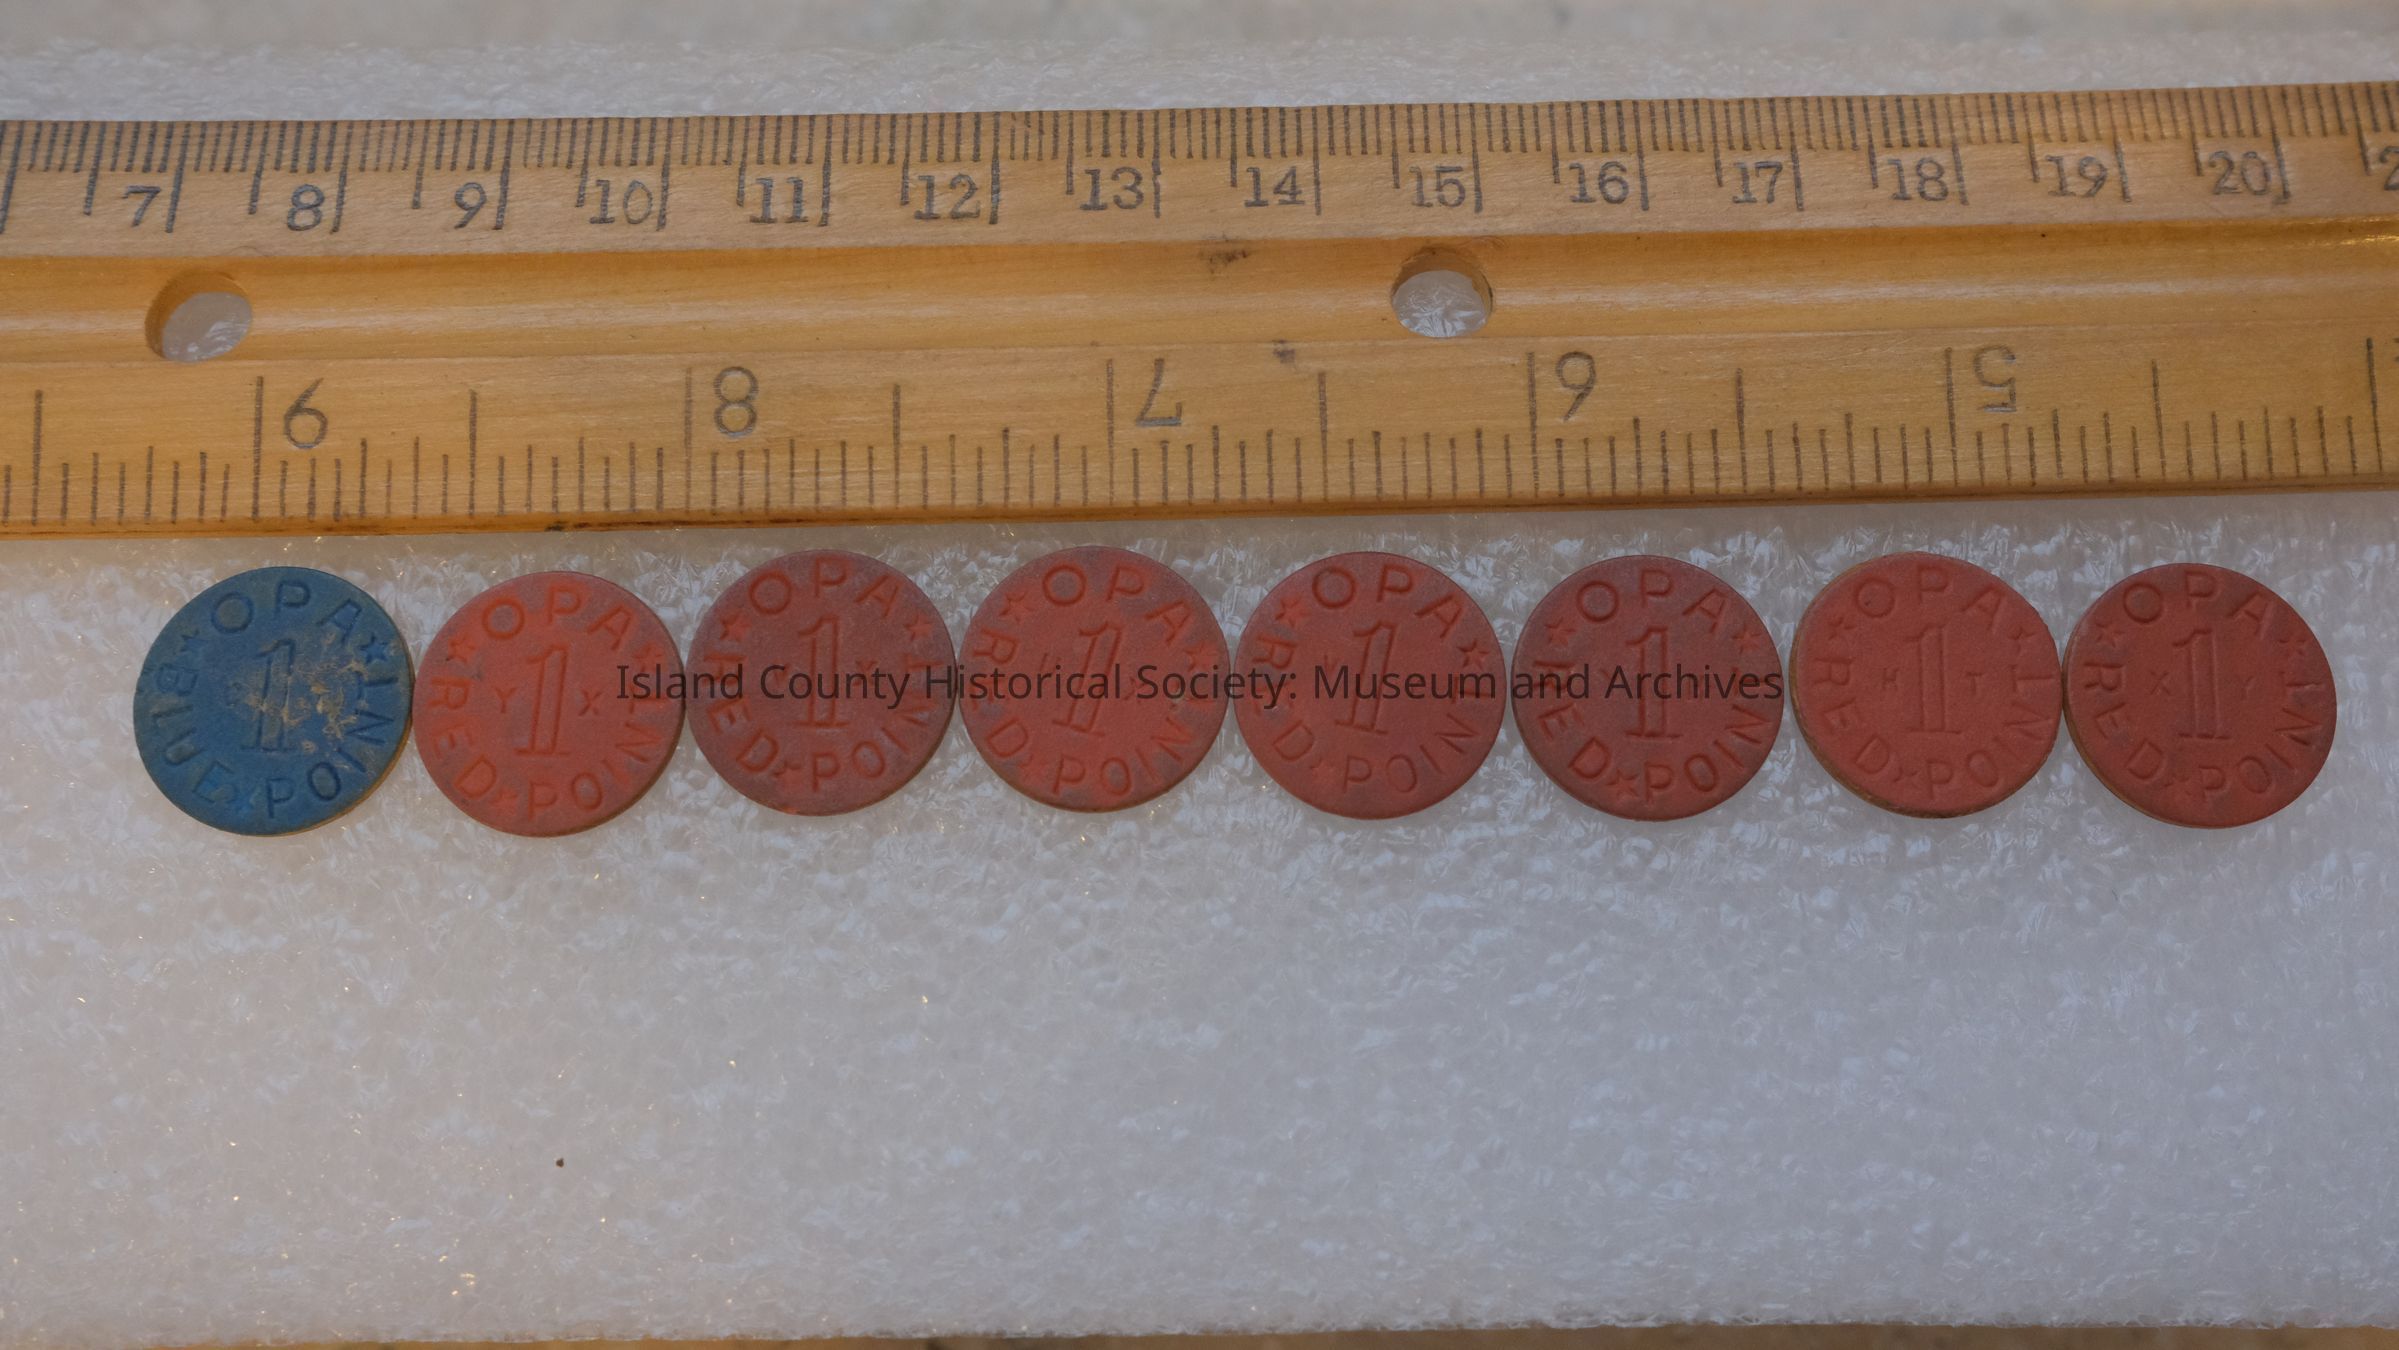 7 8 9 10 11 12 13 14 15 16 17 18 19 20
9 8 7 6 5
OPA BLUE POINT 1
OPA RED POINT Y 1 X
OPA RED POINT 1
OPA RED POINT 1
OPA RED POINT 1
OPA RED POINT 1
OPA RED POINT H 1 T
OPA RED POINT X 1 Y
Island County Historical Society: Museum and Archives